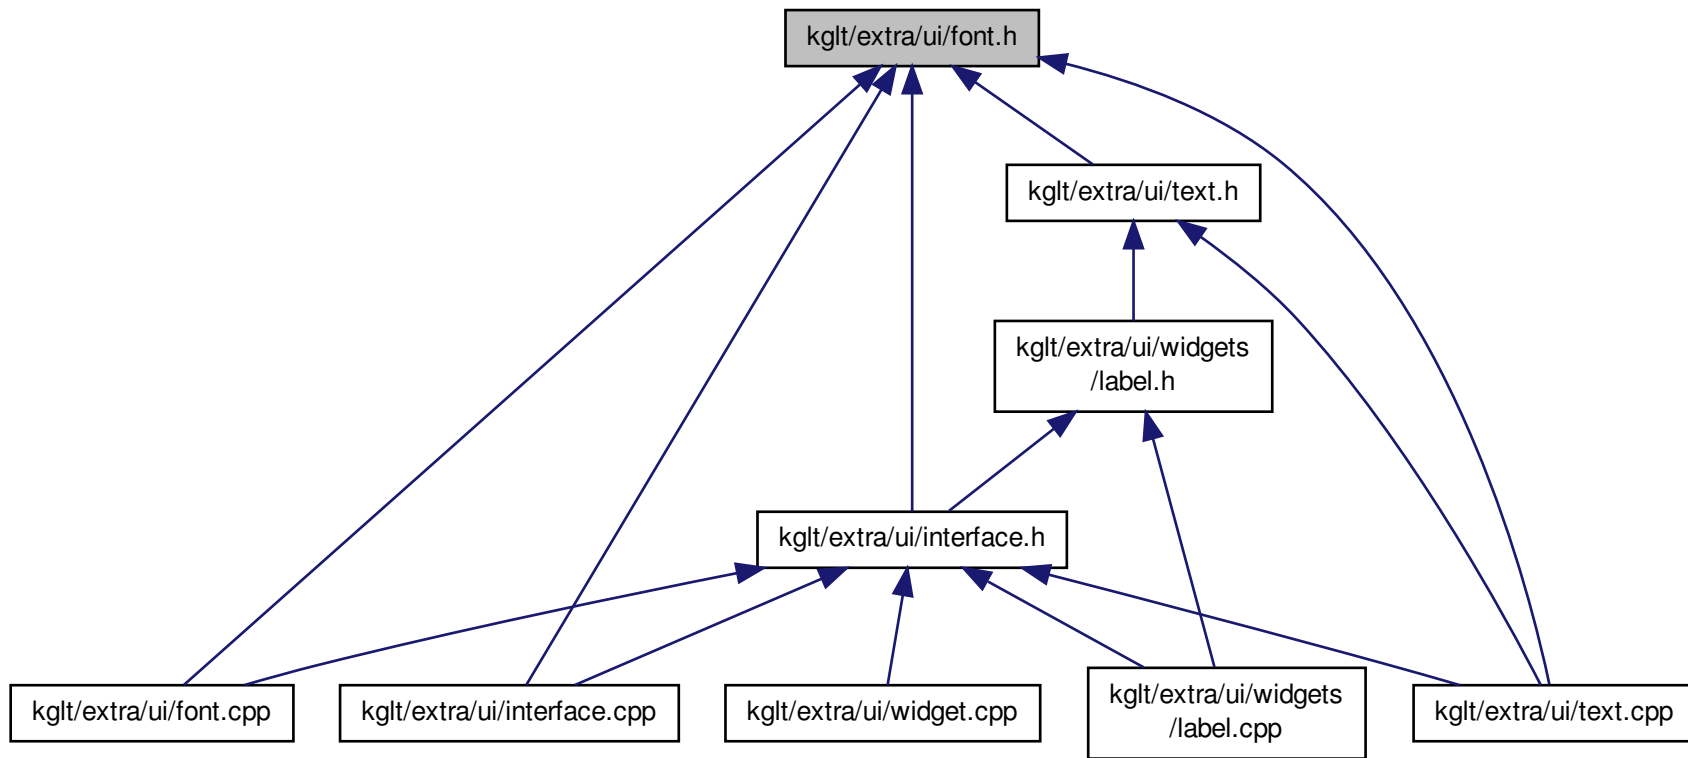 kglt/extra/ui/font.h
kglt/extra/ui/text.h
kglt/extra/ui/widgets
/label.h
kglt/extra/ui/interface.h
kglt/extra/ui/font.cpp
kglt/extra/ui/interface.cpp
kglt/extra/ui/widget.cpp
kglt/extra/ui/widgets
/label.cpp
kglt/extra/ui/text.cpp